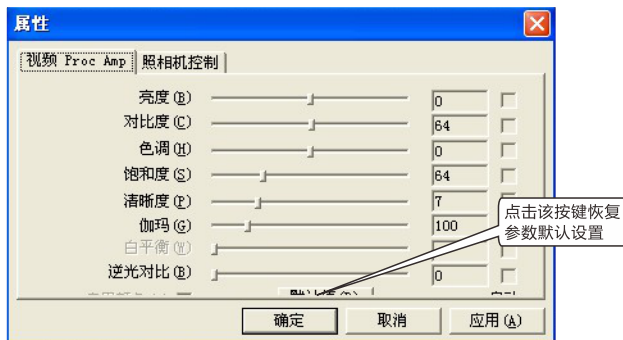 属性
视频 Proc Amp 照相机控制
亮度(B) 0
对比度(C) 64
色调(H) 0
饱和度(S) 64
清晰度(P) 7
伽玛(G) 100
白平衡(W)
逆光对比(B) 0
点击该按键恢复
参数默认设置
确定 取消 应用(A)